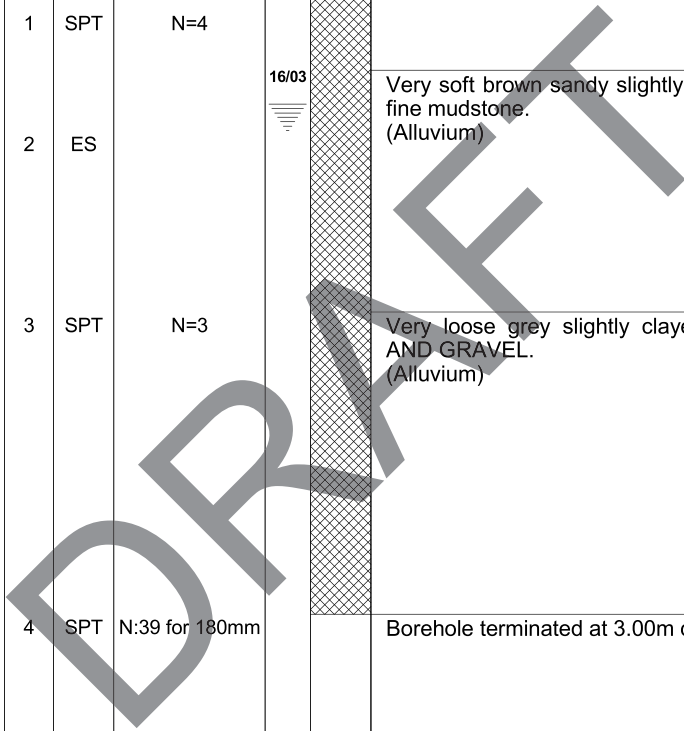 1 SPT N=4
16/03
Very soft brown sandy slightly
fine mudstone.
(Alluvium)
2 ES
3 SPT N=3
Very loose grey slightly
AND GRAVEL.
(Alluvium)
4 SPT N:39 for 180mm
Borehole terminated at 3.00m
DRAFT